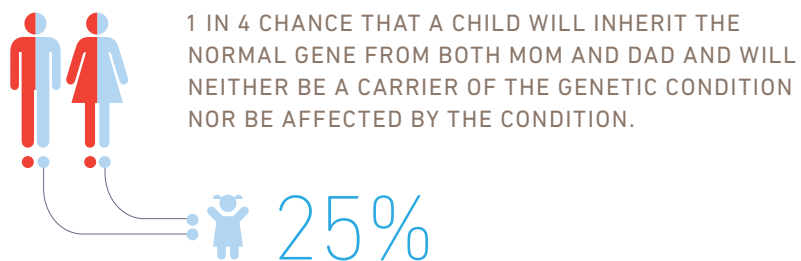 1 IN 4 CHANCE THAT A CHILD WILL INHERIT THE
NORMAL GENE FROM BOTH MOM AND DAD AND WILL
NEITHER BE A CARRIER OF THE GENETIC CONDITION
NOR BE AFFECTED BY THE CONDITION.
25%